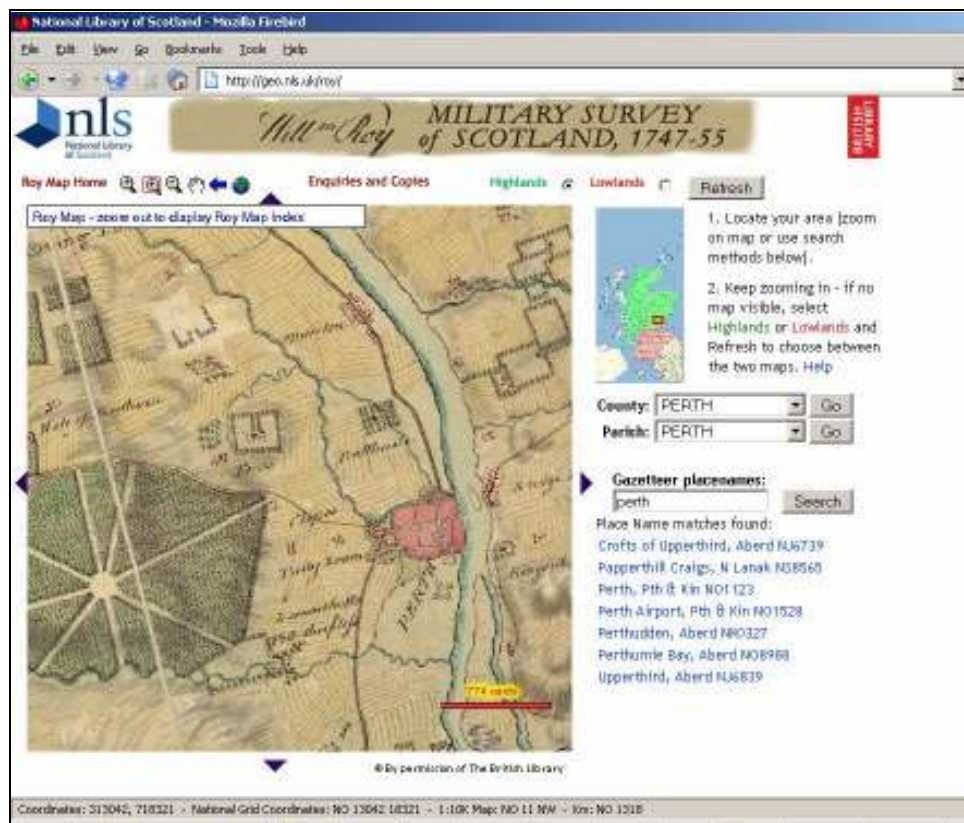 National Library of Scotland - Mozilla Firebird
File Edit View Go Bookmarks Tools Help
http://geo.nls.uk/roy/
nls
National Library
of Scotland
Will^m Roy
MILITARY SURVEY
of SCOTLAND, 1747-55
BRITISH
LIBRARY
Roy Map Home
Enquiries and Copies
Highlands
Lowlands
Refresh
Roy Map - zoom out to display Roy Map Index
1. Locate your area [zoom
on map or use search
methods below].
2. Keep zooming in - if no
map visible, select
Highlands or Lowlands and
Refresh to choose between
the two maps. Help
County: PERTH Go
Parish: PERTH Go
Gazetteer placenames:
perth Search
Place Name matches found:
Crofts of Upperthird, Aberd NJ6739
Papperthill Craigs, N Lanak NS8568
Perth, Pth & Kin NO1123
Perth Airport, Pth & Kin NO1528
Perthudden, Aberd
Perthumie Bay, Aberd NO8988
Upperthird, Aberd NJ6839
PERTH
774 yards
© By permission of The British Library
Coordinates: 313042, 718321 - National Grid Coordinates: NO 13042 18321 - 1:10K Map: NO 11 NW - Km: NO 1318